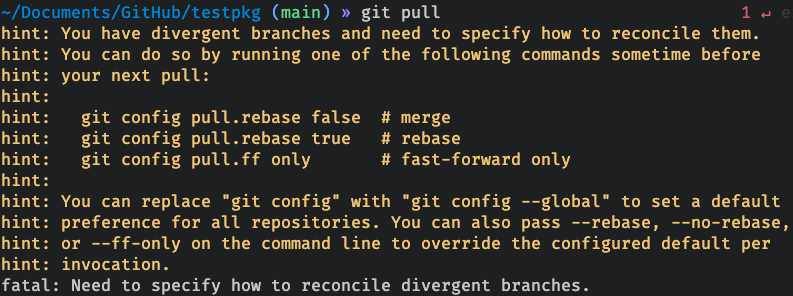 ~/Documents/GitHub/testpkg (main) » git pull 1 ↵ e
hint: You have divergent branches and need to specify how to reconcile them.
hint: You can do so by running one of the following commands sometime before
hint: your next pull:
hint:
hint:   git config pull.rebase false  # merge
hint:   git config pull.rebase true   # rebase
hint:   git config pull.ff only       # fast-forward only
hint:
hint: You can replace "git config" with "git config --global" to set a default
hint: preference for all repositories. You can also pass --rebase, --no-rebase,
hint: or --ff-only on the command line to override the configured default per
hint: invocation.
fatal: Need to specify how to reconcile divergent branches.